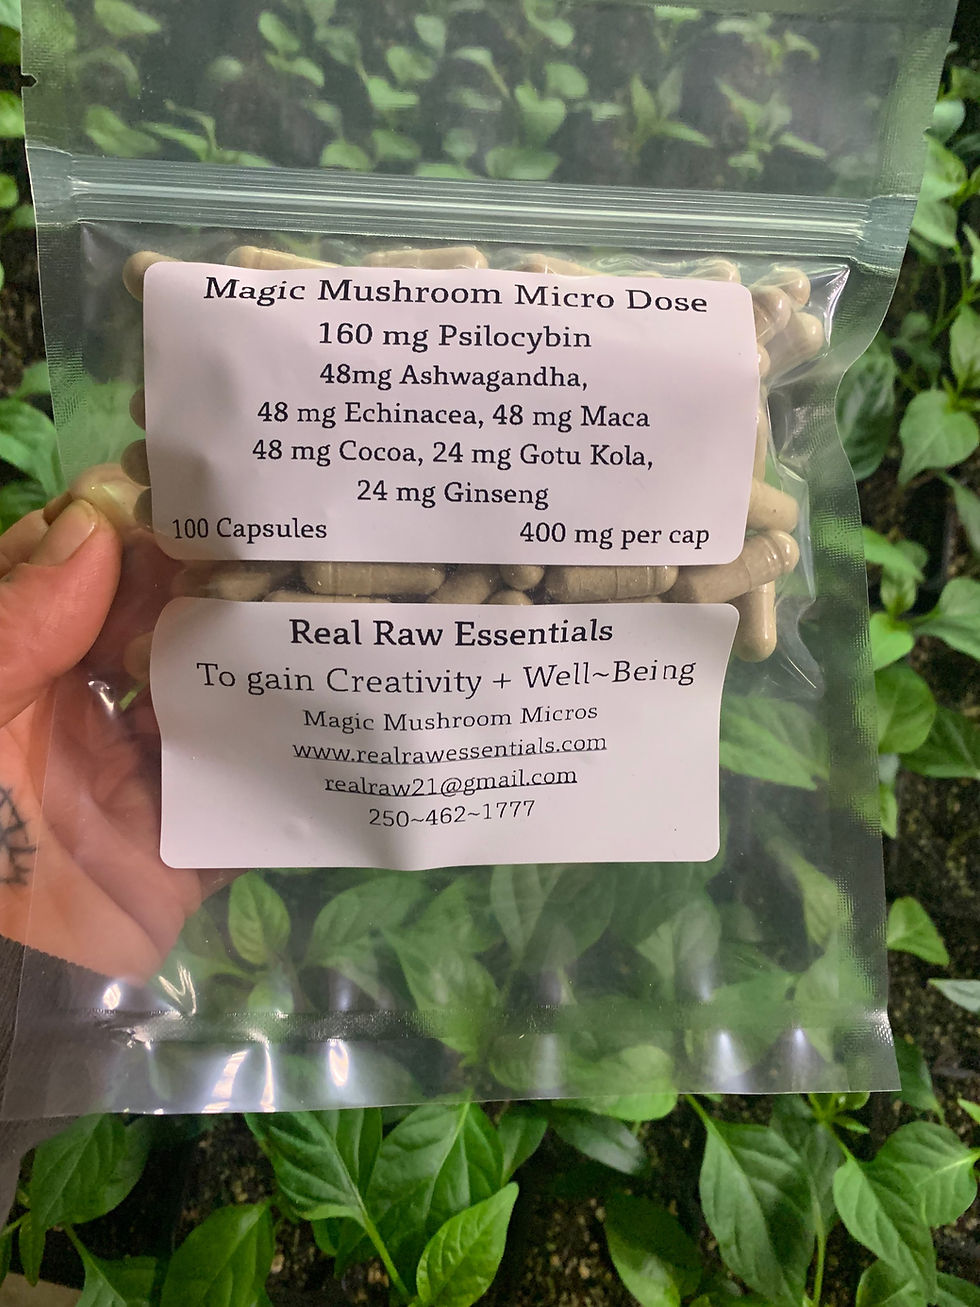 Magic Mushroom Micro Dose
160 mg Psilocybin
48mg Ashwagandha,
48 mg Echinacea, 48 mg Maca
48 mg Cocoa, 24 mg Gotu Kola,
24 mg Ginseng
100 Capsules 400 mg per cap
Real Raw Essentials
To gain Creativity + Well~Being
Magic Mushroom Micros
www.realrawessentials.com
realraw21@gmail.com
250~462~1777